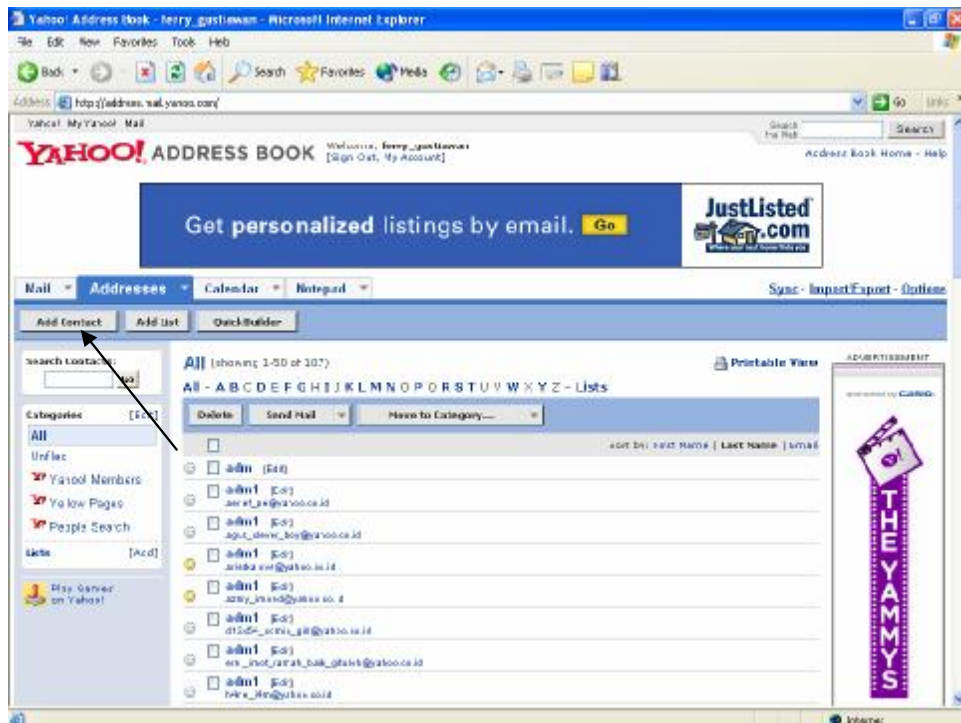 Yahoo! Address Book - ferry_gustiawan - Microsoft Internet Explorer
File Edit View Favorites Tools Help
Back Search Favorites Media
Address http://address.mail.yahoo.com/ Go Links
Yahoo! My Yahoo! Mail
Search the Web Search
YAHOO! ADDRESS BOOK Welcome, ferry_gustiawan
[Sign Out, My Account]
Address Book Home - Help
Get personalized listings by email. Go
JustListed.com
Mail Addresses Calendar Notepad
Sync - Import/Export - Options
Add Contact Add List QuickBuilder
Search Contacts:
Go
Categories [Edit]
All
Unfiled
Yahoo! Members
Yellow Pages
People Search
Lists [Add]
Play Games on Yahoo!
All (showing 1-50 of 107)
Printable View
All - A B C D E F G H I J K L M N O P Q R S T U V W X Y Z - Lists
Delete Send Mail Move to Category...
Sort by: First Name | Last Name | Email
adm [Edit]
adm1 [Edit]
adm1 [Edit]
adm1 [Edit]
adm1 [Edit]
adm1 [Edit]
adm1 [Edit]
adm1 [Edit]
ADVERTISEMENT
THE YAMMYS
Internet